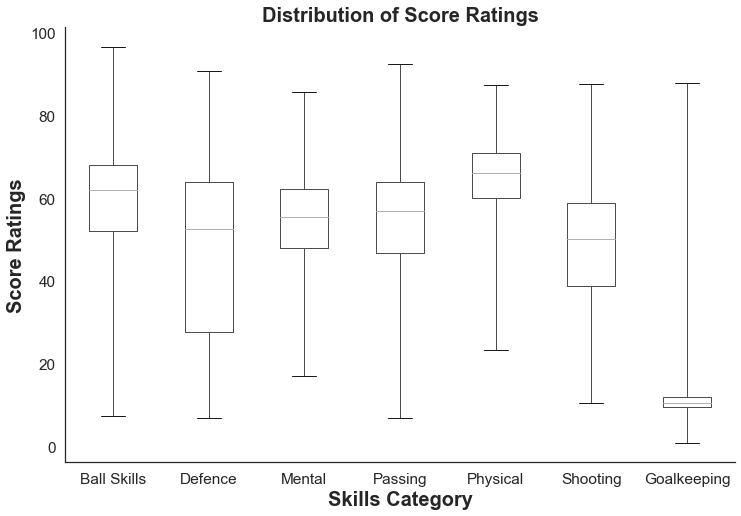 Distribution of Score Ratings
100
80
60
40
20
0
Score Ratings
Ball Skills Defence Mental Passing Physical Shooting Goalkeeping
Skills Category